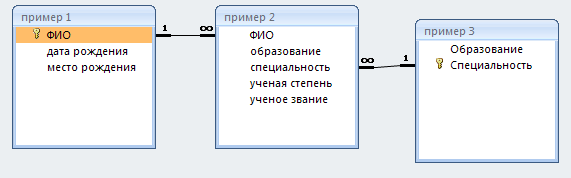 пример 1
ФИО
дата рождения
место рождения
1
∞
пример 2
ФИО
образование
специальность
ученая степень
ученое звание
∞
1
пример 3
Образование
Специальность